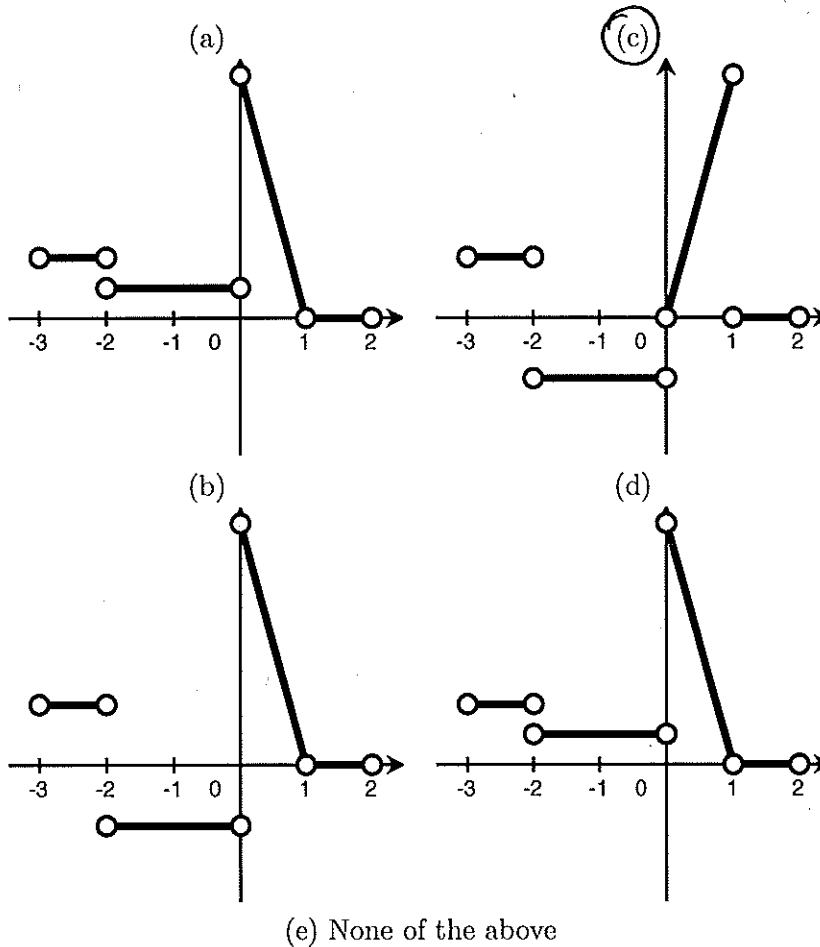 (a) (c)
-3 -2 -1 0 1 2 -3 -2 -1 0 1 2
(b) (d)
-3 -2 -1 0 1 2 -3 -2 -1 0 1 2
(e) None of the above